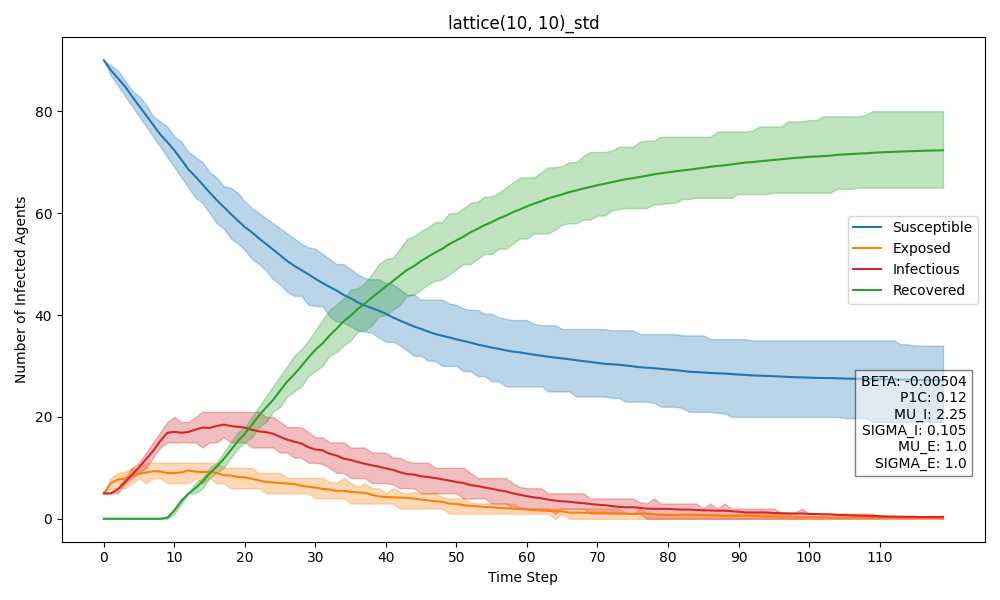 lattice(10, 10)_std
Number of Infected Agents
80
60
40
20
0
Susceptible
Exposed
Infectious
Recovered
BETA: -0.00504
P1C: 0.12
MU_I: 2.25
SIGMA_I: 0.105
MU_E: 1.0
SIGMA_E: 1.0
0 10 20 30 40 50 60 70 80 90 100 110
Time Step